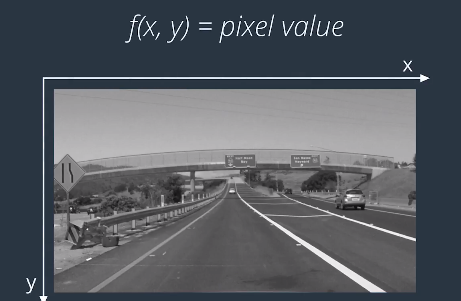 f(x, y) = pixel value
x
y